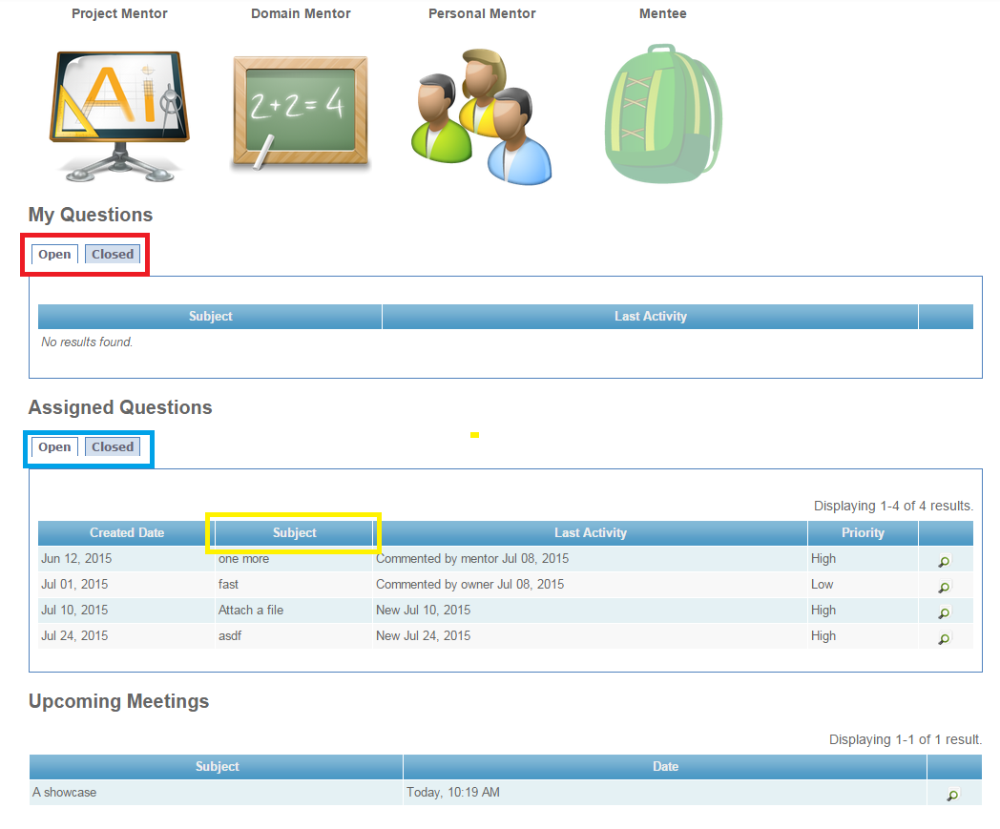 Project Mentor Domain Mentor Personal Mentor Mentee
Ai
2+2=4
My Questions
Open Closed
Subject Last Activity
No results found.
Assigned Questions
Open Closed
Displaying 1-4 of 4 results.
Created Date Subject Last Activity Priority
Jun 12, 2015 one more Commented by mentor Jul 08, 2015 High
Jul 01, 2015 fast Commented by owner Jul 08, 2015 Low
Jul 10, 2015 Attach a file New Jul 10, 2015 High
Jul 24, 2015 asdf New Jul 24, 2015 High
Upcoming Meetings
Displaying 1-1 of 1 result.
Subject Date
A showcase Today, 10:19 AM